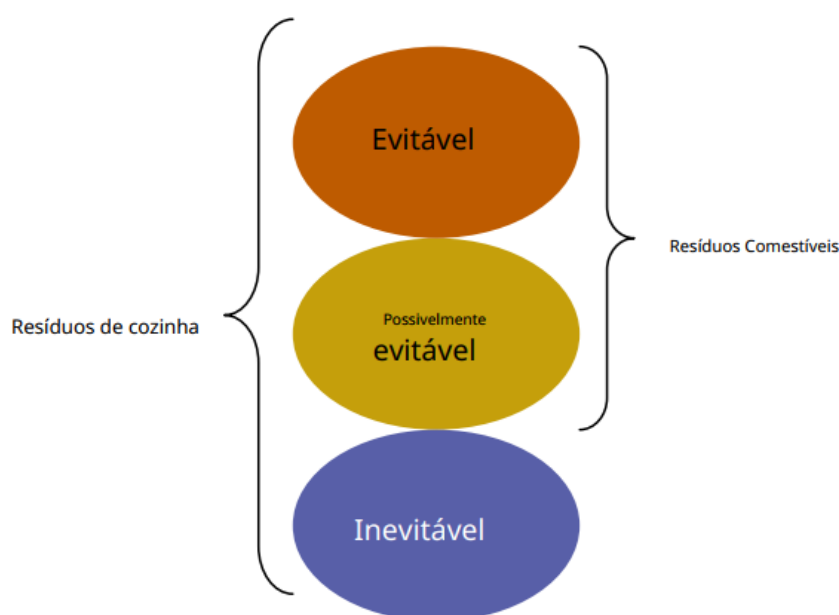 Evitável
Resíduos Comestíveis
Possivelmente
evitável
Resíduos de cozinha
Inevitável